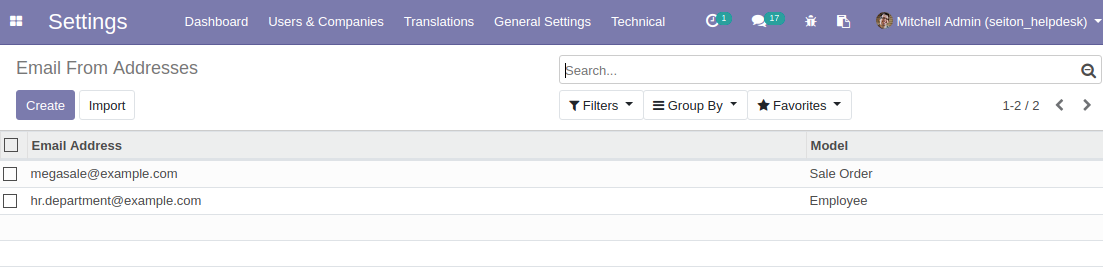 Settings Dashboard Users & Companies Translations General Settings Technical 1 17 Mitchell Admin (seiton_helpdesk)
Email From Addresses Search...
Create Import Filters Group By Favorites 1-2 / 2
Email Address Model
megasale@example.com Sale Order
hr.department@example.com Employee